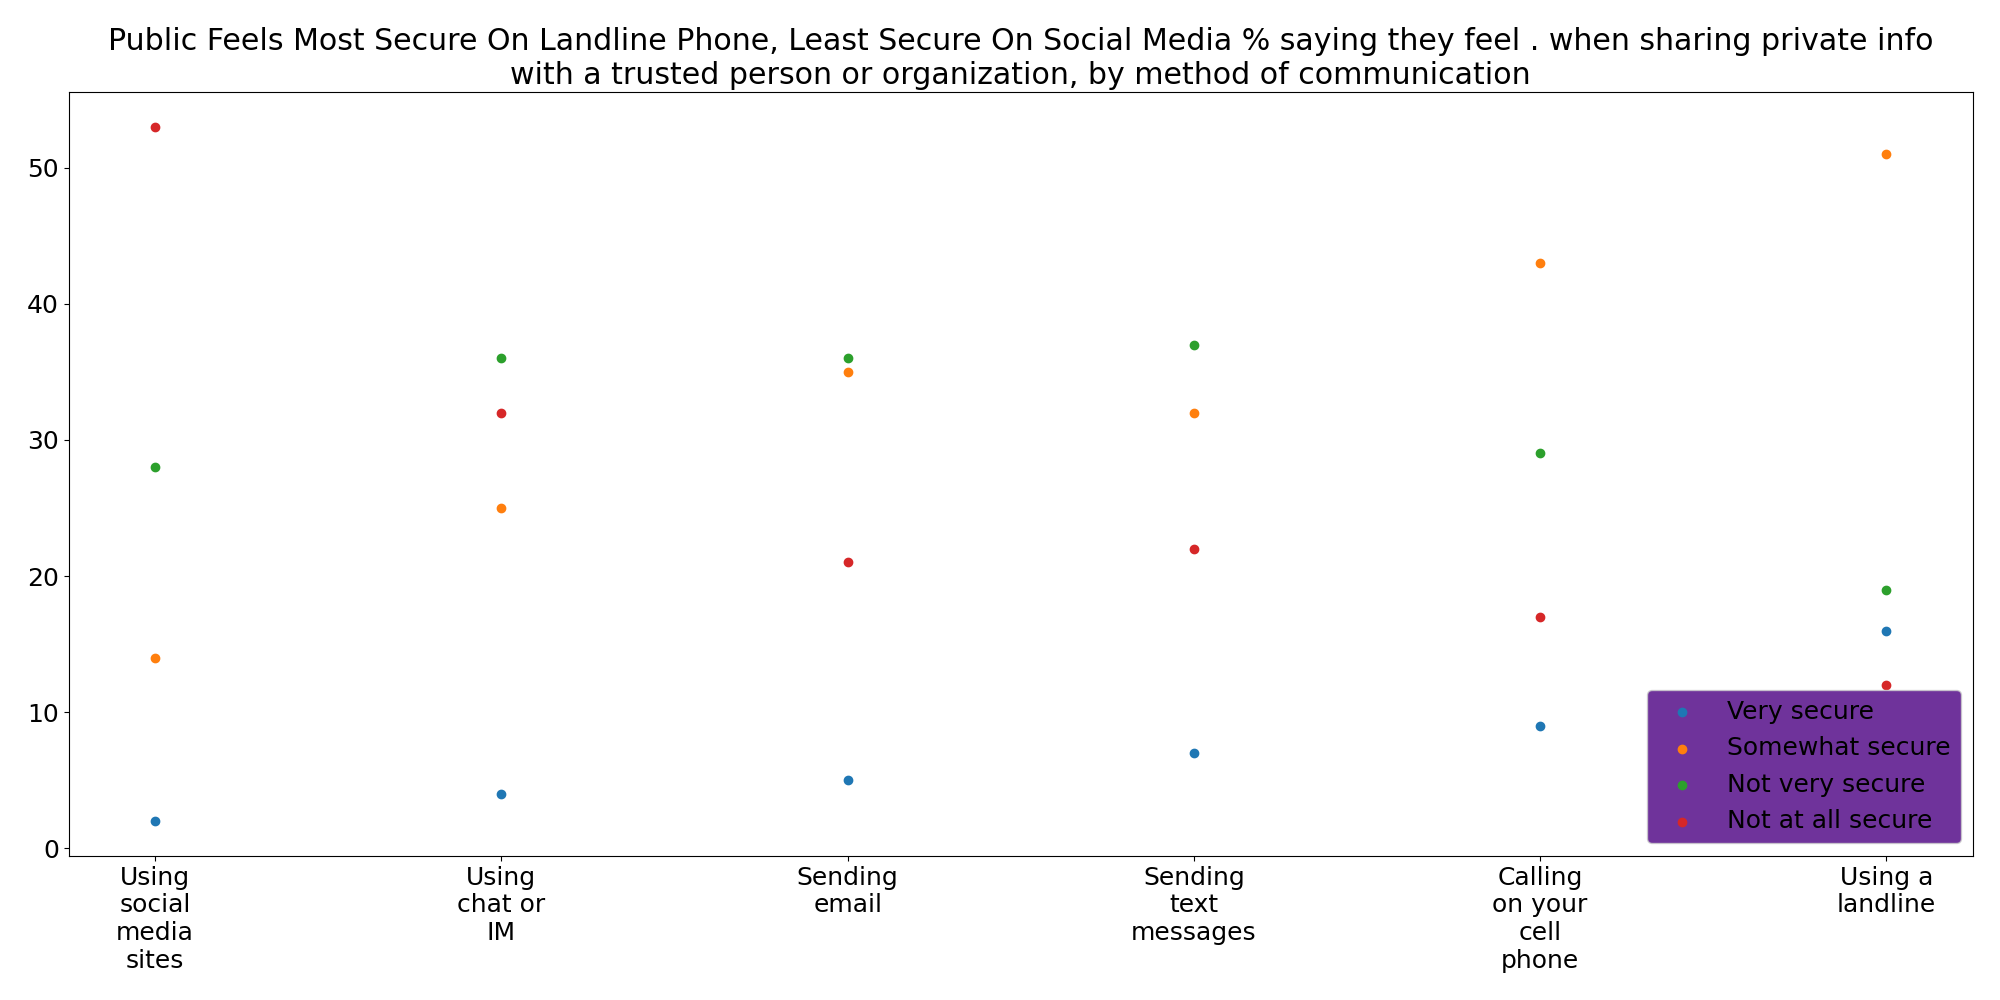 Public Feels Most Secure On Landline Phone, Least Secure On Social Media % saying they feel . when sharing private info
with a trusted person or organization, by method of communication
50
40
30
20
10
0
Very secure
Somewhat secure
Not very secure
Not at all secure
Using
social
media
sites
Using
chat or
IM
Sending
email
Sending
text
messages
Calling
on your
cell
phone
Using a
landline